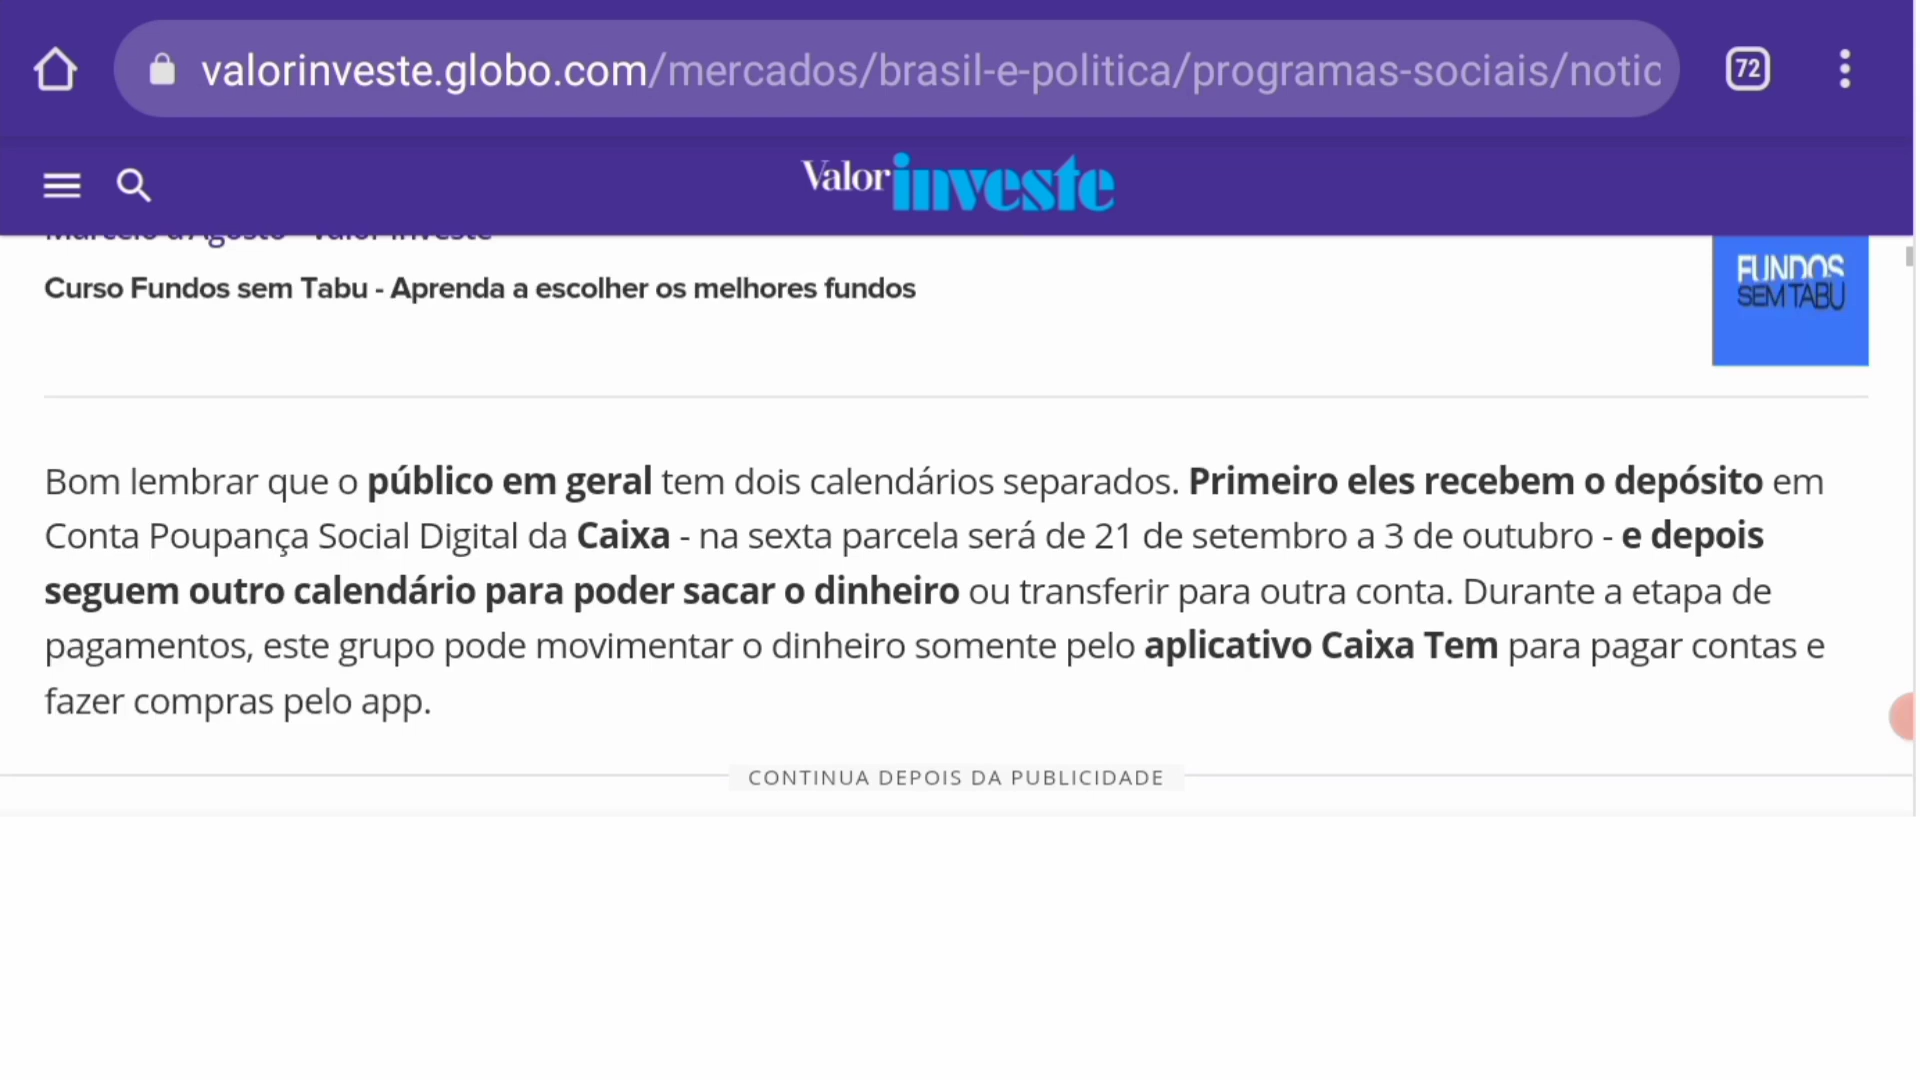 valorinveste.globo.com/mercados/brasil-e-politica/programas-sociais/notic
72
Valor investe
Marcelo d'Agosto - Valor Investe
Curso Fundos sem Tabu - Aprenda a escolher os melhores fundos
FUNDOS
SEM TABU
Bom lembrar que o público em geral tem dois calendários separados. Primeiro eles recebem o depósito em
Conta Poupança Social Digital da Caixa - na sexta parcela será de 21 de setembro a 3 de outubro - e depois
seguem outro calendário para poder sacar o dinheiro ou transferir para outra conta. Durante a etapa de
pagamentos, este grupo pode movimentar o dinheiro somente pelo aplicativo Caixa Tem para pagar contas e
fazer compras pelo app.
CONTINUA DEPOIS DA PUBLICIDADE